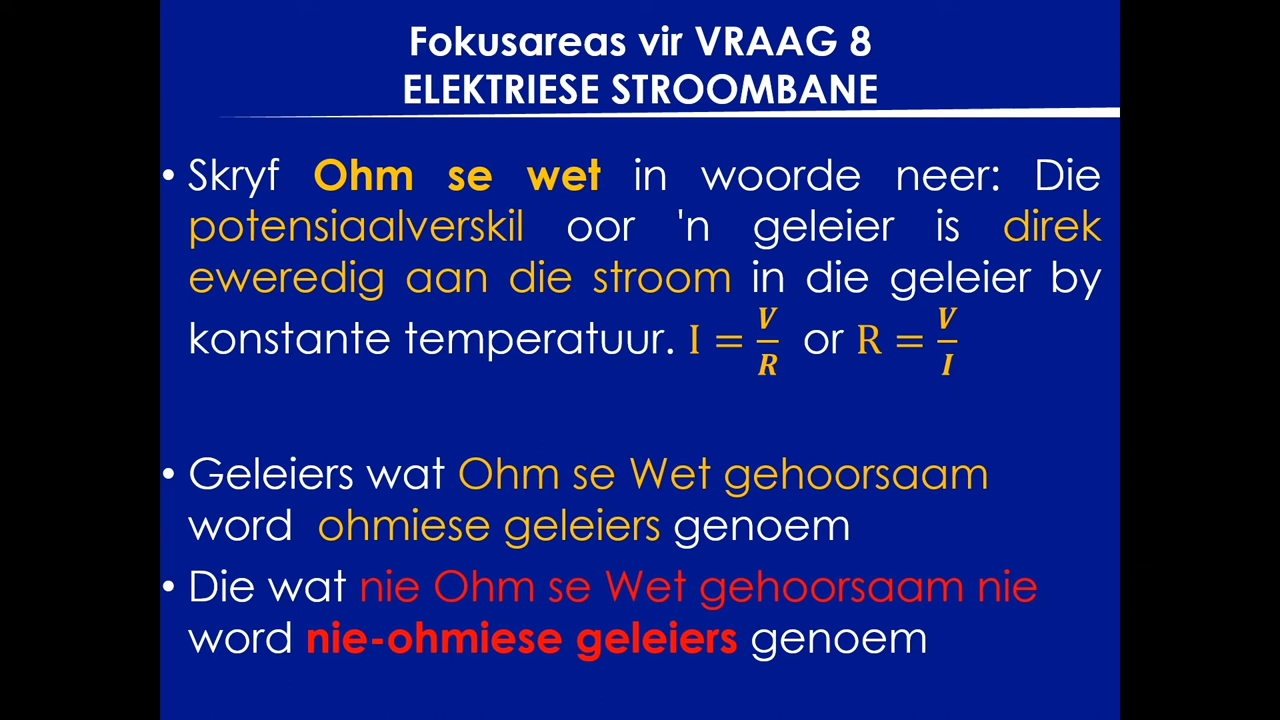 Fokusareas vir VRAAG 8
ELEKTRIESE STROOMBANE
• Skryf Ohm se wet in woorde neer: Die
potensiaalverskil oor 'n geleier is direk
eweredig aan die stroom in die geleier by
konstante temperatuur. I = V/R or R = V/I
• Geleiers wat Ohm se Wet gehoorsaam
word ohmiese geleiers genoem
• Die wat nie Ohm se Wet gehoorsaam nie
word nie-ohmiese geleiers genoem